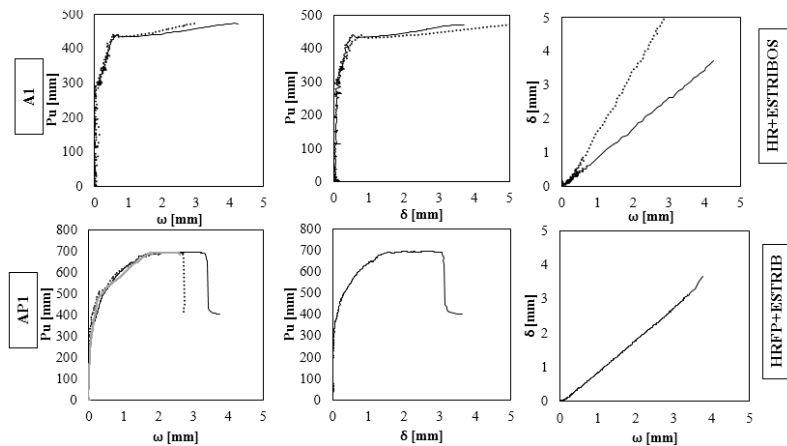 A1
Pu [mm]
500
400
300
200
100
0
0 1 2 3 4 5
ω [mm]
Pu [mm]
500
400
300
200
100
0
0 1 2 3 4 5
δ [mm]
δ [mm]
5
4
3
2
1
0
0 1 2 3 4 5
ω [mm]
HR+ESTRIBOS
AP1
Pu [mm]
800
700
600
500
400
300
200
100
0
0 1 2 3 4 5
ω [mm]
Pu [mm]
800
700
600
500
400
300
200
100
0
0 1 2 3 4 5
δ [mm]
δ [mm]
5
4
3
2
1
0
0 1 2 3 4 5
ω [mm]
HRFP+ESTRIB